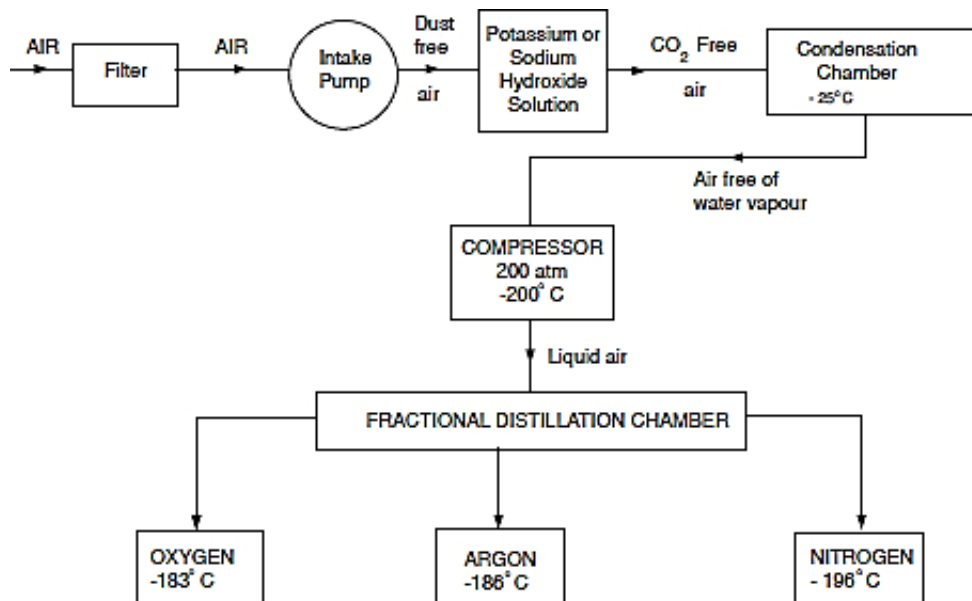 AIR
Filter
AIR
Intake
Pump
Dust
free
air
Potassium or
Sodium
Hydroxide
Solution
CO2 Free
air
Condensation
Chamber
- 25°C
Air free of
water vapour
COMPRESSOR
200 atm
-200° C
Liquid air
FRACTIONAL DISTILLATION CHAMBER
OXYGEN
-183° C
ARGON
-186° C
NITROGEN
- 196° C